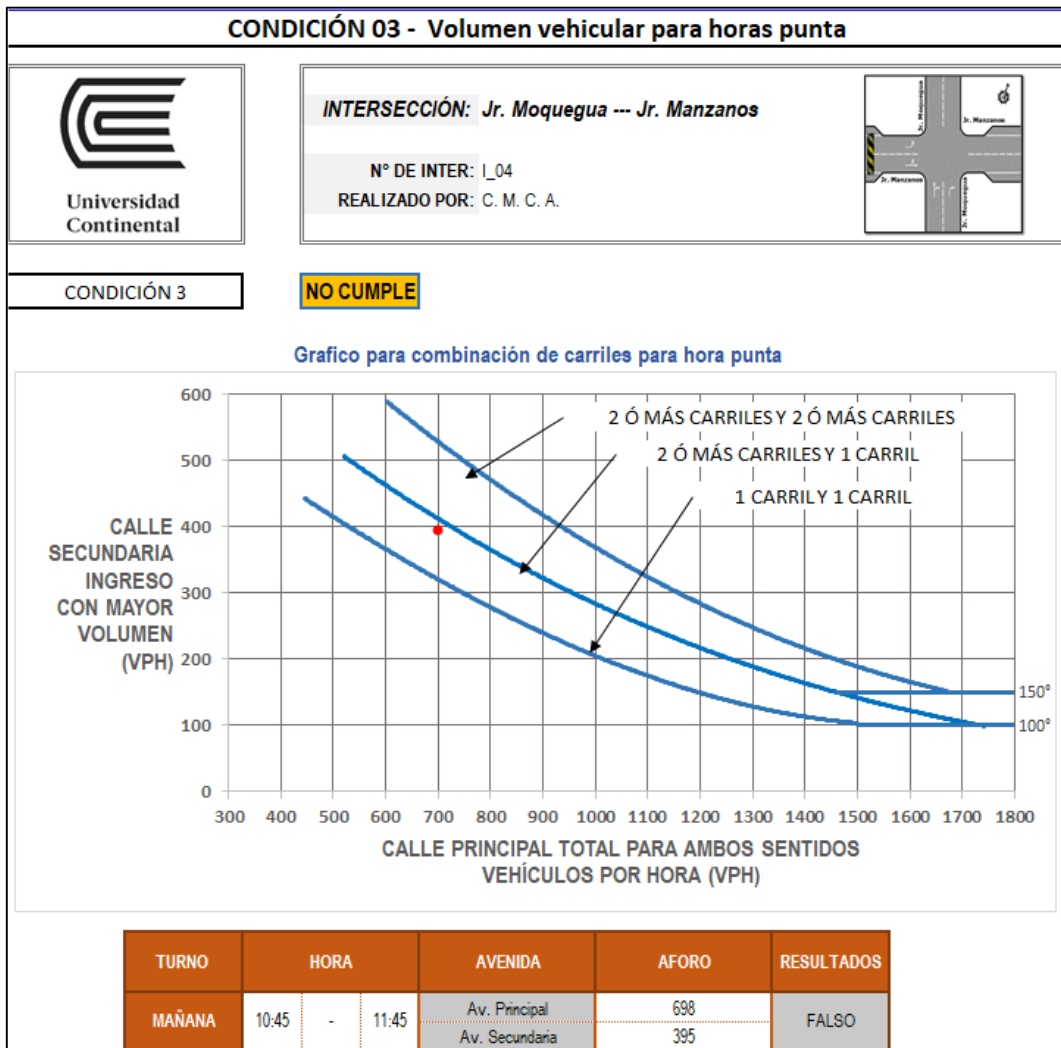 CONDICIÓN 03 - Volumen vehicular para horas punta
Universidad
Continental
INTERSECCIÓN: Jr. Moquegua --- Jr. Manzanos
N° DE INTER: I_04
REALIZADO POR: C. M. C. A.
Jr. Moquegua
Jr. Manzanos
Jr. Manzanos
Jr. Moquegua
CONDICIÓN 3
NO CUMPLE
Grafico para combinación de carriles para hora punta
600
500
400
300
200
100
0
CALLE
SECUNDARIA
INGRESO
CON MAYOR
VOLUMEN
(VPH)
2 Ó MÁS CARRILES Y 2 Ó MÁS CARRILES
2 Ó MÁS CARRILES Y 1 CARRIL
1 CARRIL Y 1 CARRIL
150°
100°
300 400 500 600 700 800 900 1000 1100 1200 1300 1400 1500 1600 1700 1800
CALLE PRINCIPAL TOTAL PARA AMBOS SENTIDOS
VEHÍCULOS POR HORA (VPH)
TURNO HORA AVENIDA AFORO RESULTADOS
MAÑANA 10:45 - 11:45 Av. Principal 698 FALSO
Av. Secundaria 395